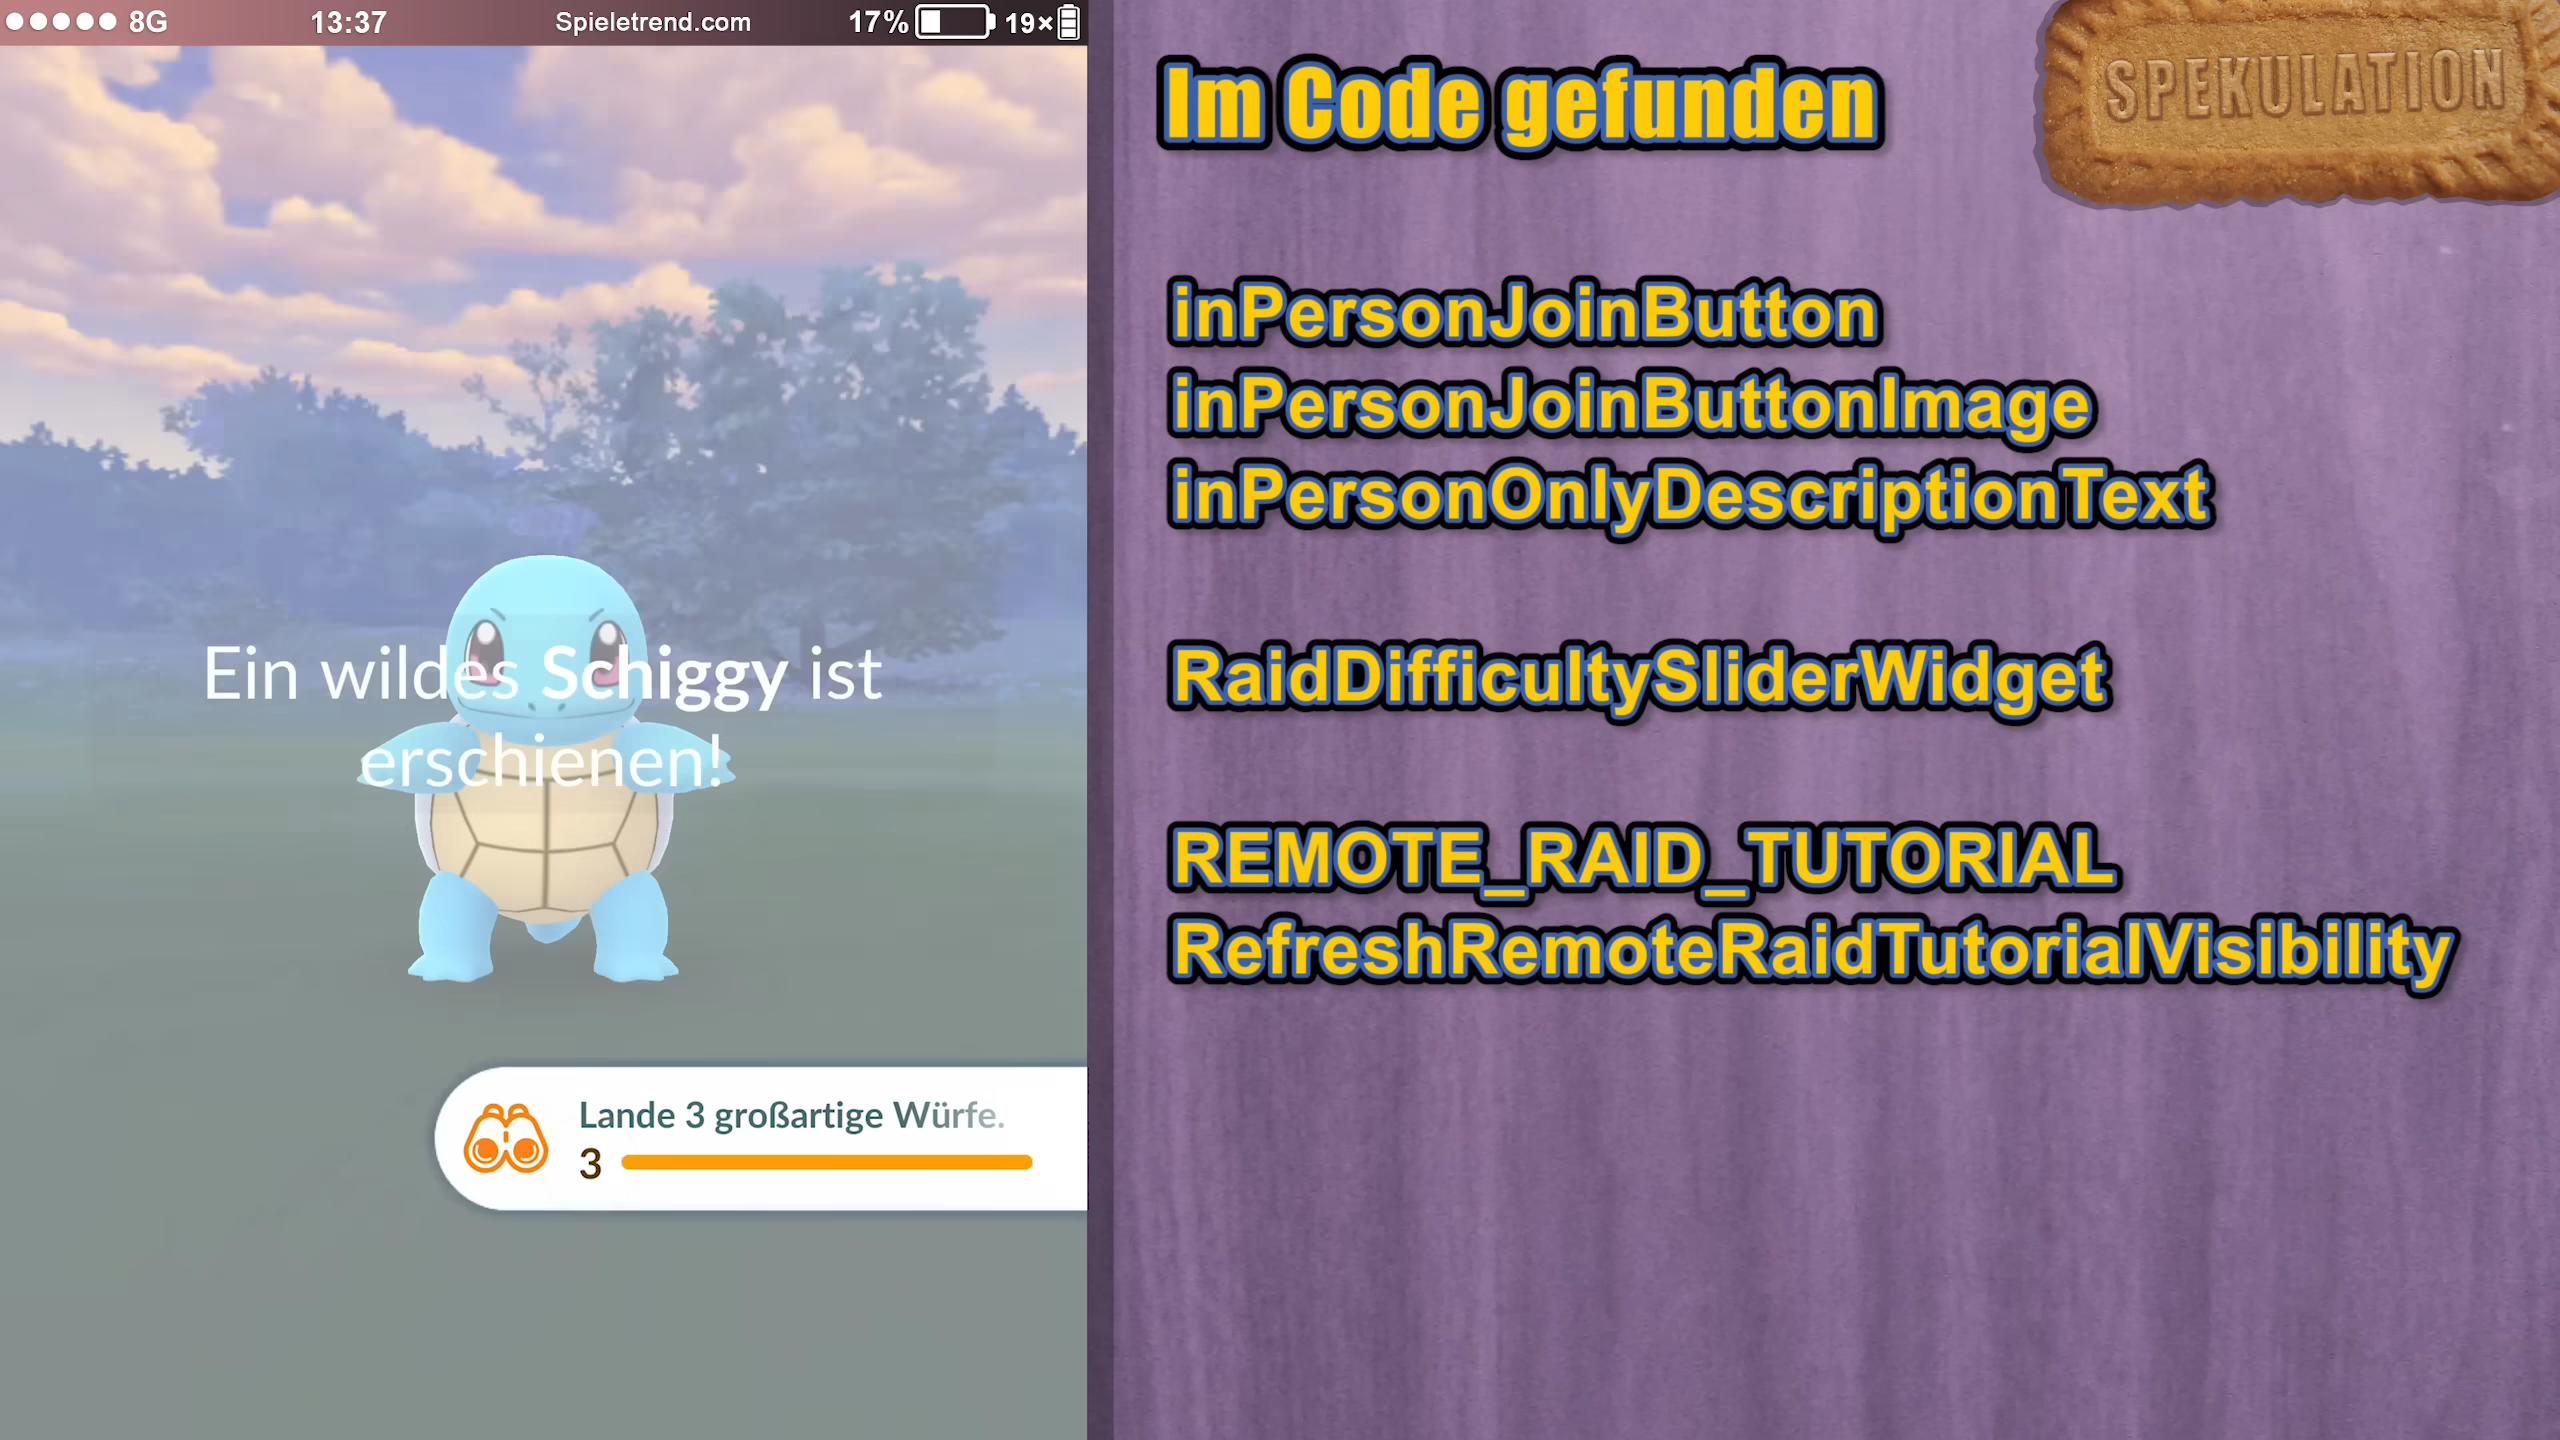 8G 13:37 Spieletrend.com 17% 19×
Ein wildes Schiggy ist
erschienen!
Lande 3 großartige Würfe.
3
SPEKULATION
Im Code gefunden
inPersonJoinButton
inPersonJoinButtonImage
inPersonOnlyDescriptionText
RaidDifficultySliderWidget
REMOTE_RAID_TUTORIAL
RefreshRemoteRaidTutorialVisibility